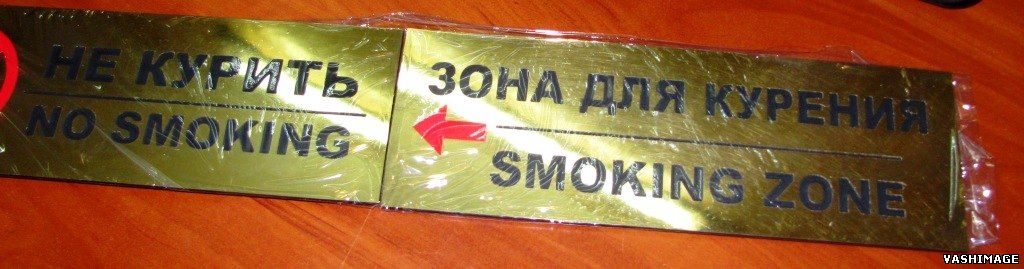 НЕ КУРИТЬ
NO SMOKING
ЗОНА ДЛЯ КУРЕНИЯ
SMOKING ZONE
VASHIMAGE